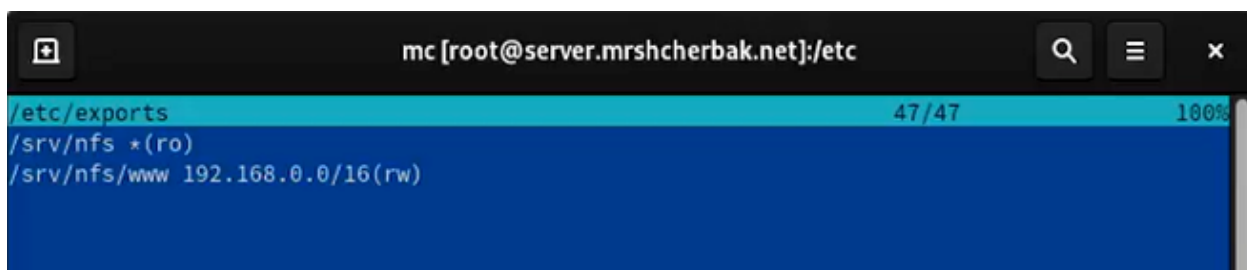 mc [root@server.mrshcherbak.net]:/etc
/etc/exports 47/47 100%
/srv/nfs *(ro)
/srv/nfs/www 192.168.0.0/16(rw)